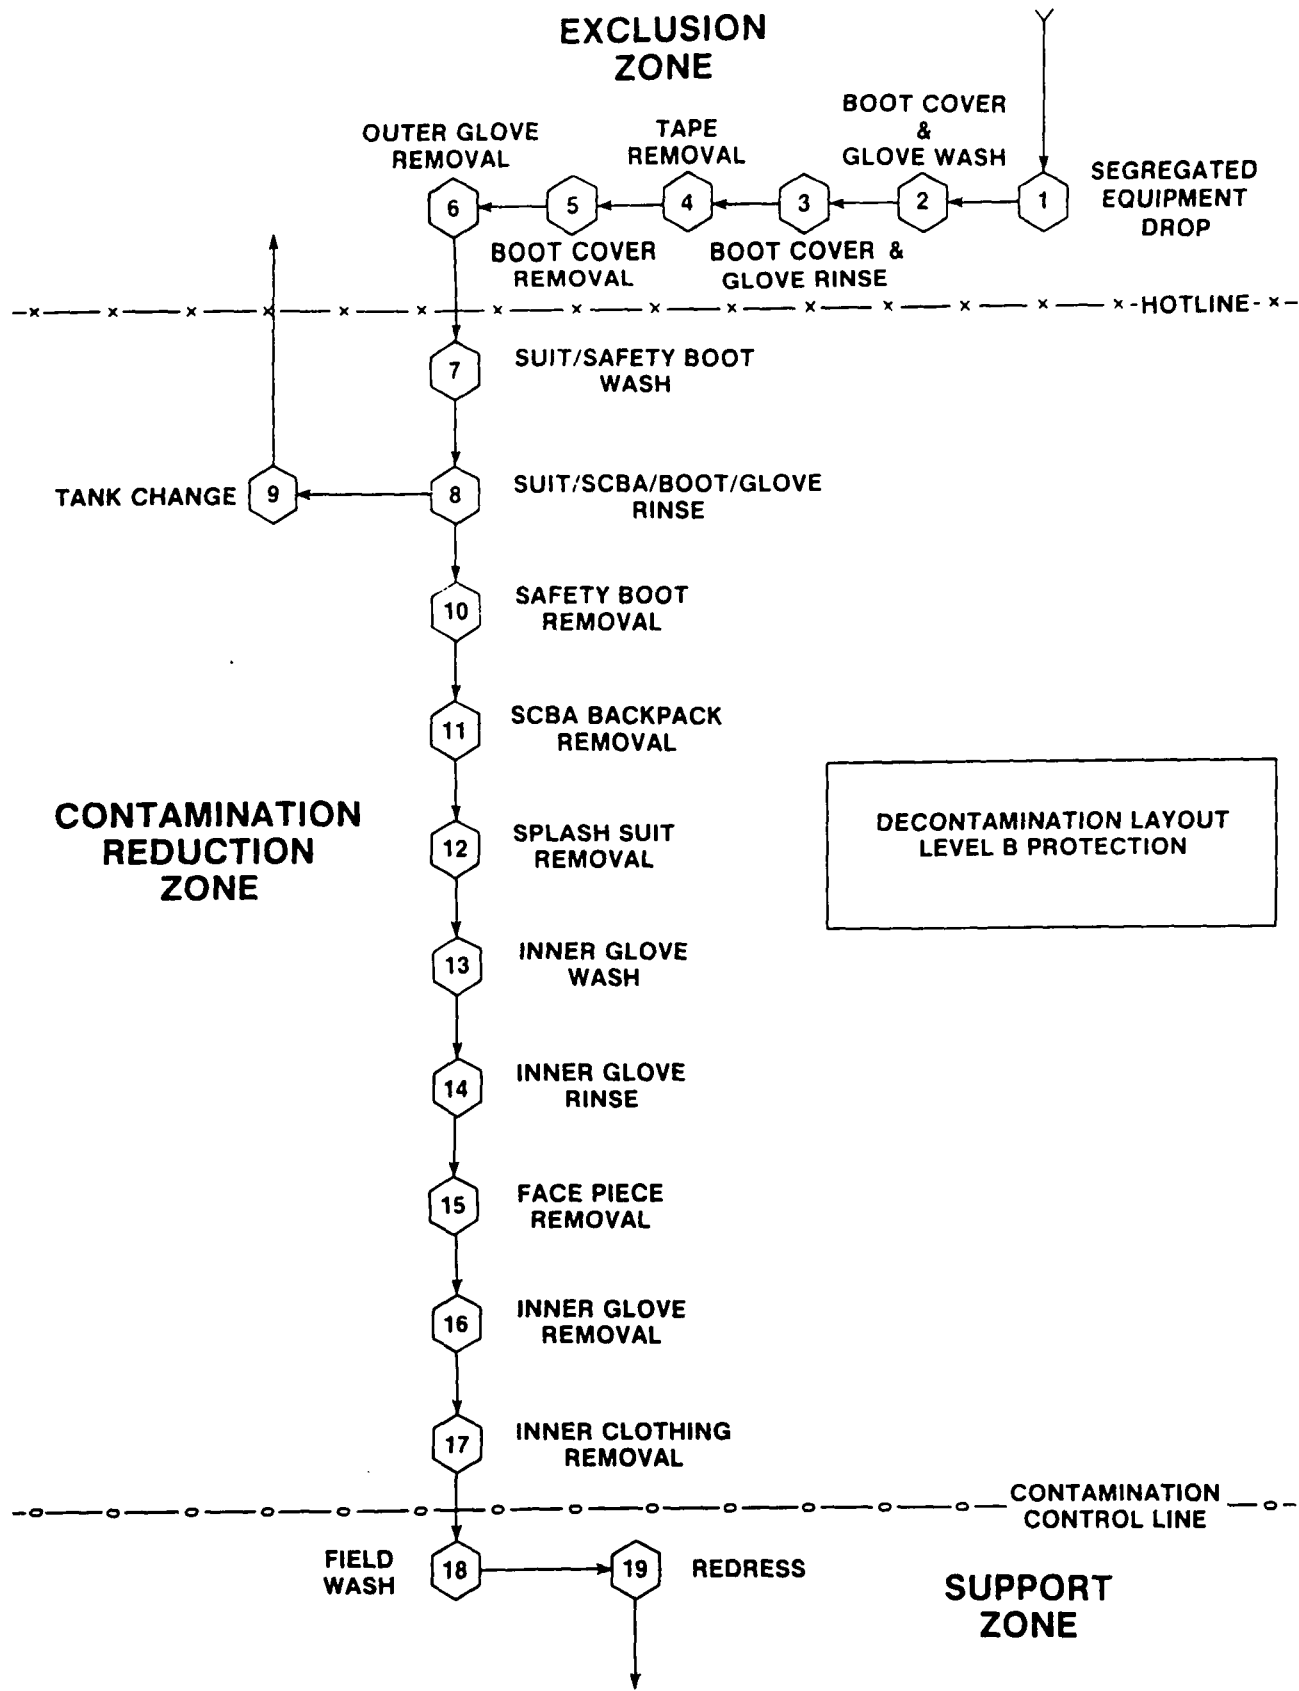 EXCLUSION
ZONE
BOOT COVER
&
GLOVE WASH
TAPE
REMOVAL
OUTER GLOVE
REMOVAL
SEGREGATED
EQUIPMENT
DROP
6
5
4
3
2
1
BOOT COVER
REMOVAL
BOOT COVER &
GLOVE RINSE
HOTLINE
7
SUIT/SAFETY BOOT
WASH
TANK CHANGE
9
8
SUIT/SCBA/BOOT/GLOVE
RINSE
10
SAFETY BOOT
REMOVAL
11
SCBA BACKPACK
REMOVAL
CONTAMINATION
REDUCTION
ZONE
12
SPLASH SUIT
REMOVAL
DECONTAMINATION LAYOUT
LEVEL B PROTECTION
13
INNER GLOVE
WASH
14
INNER GLOVE
RINSE
15
FACE PIECE
REMOVAL
16
INNER GLOVE
REMOVAL
17
INNER CLOTHING
REMOVAL
CONTAMINATION
CONTROL LINE
FIELD
WASH
18
19
REDRESS
SUPPORT
ZONE